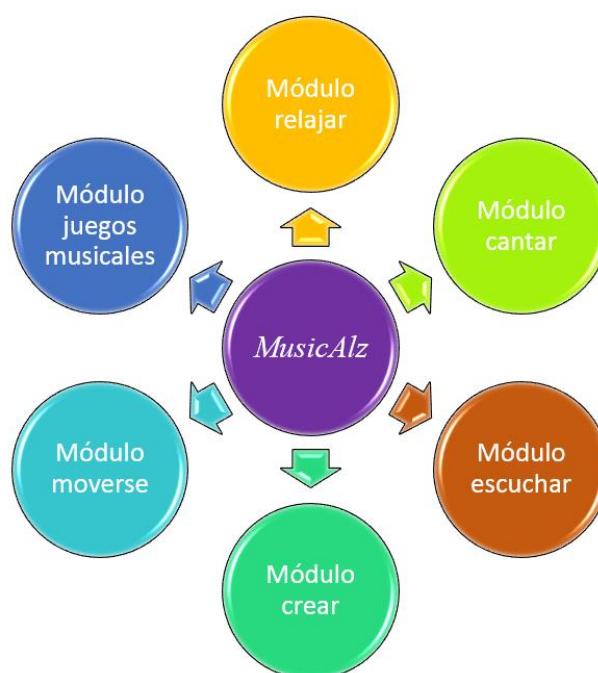 Módulo
relajar
Módulo
cantar
Módulo
escuchar
Módulo
crear
Módulo
moverse
Módulo
juegos
musicales
MusicAlz